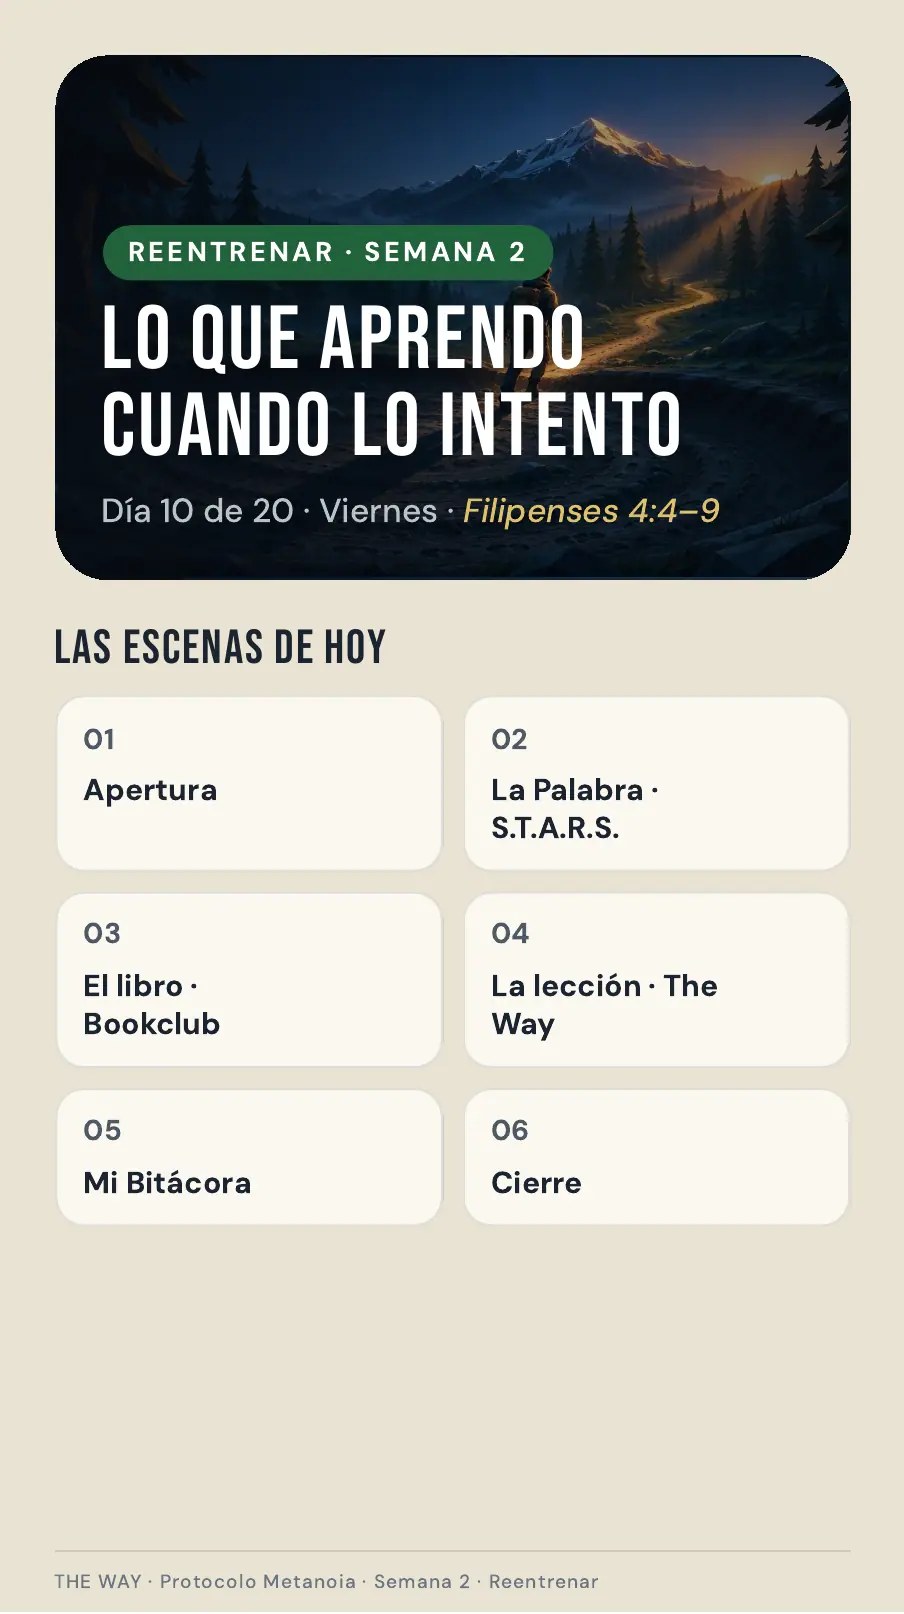 REENTRENAR · SEMANA 2
LO QUE APRENDO
CUANDO LO INTENTO
Día 10 de 20 · Viernes · Filipenses 4:4–9
LAS ESCENAS DE HOY
01
Apertura
02
La Palabra ·
S.T.A.R.S.
03
El libro ·
Bookclub
04
La lección · The
Way
05
Mi Bitácora
06
Cierre
THE WAY · Protocolo Metanoia · Semana 2 · Reentrenar